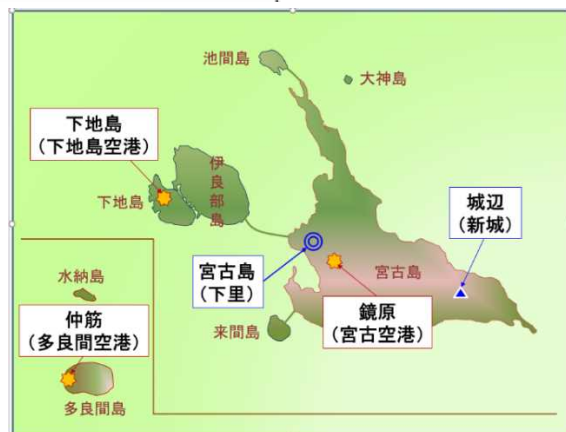 池間島
大神島
下地島
(下地島空港)
伊良部島
下地島
城辺
(新城)
宮古島
(下里)
宮古島
鏡原
(宮古空港)
水納島
来間島
仲筋
(多良間空港)
多良間島